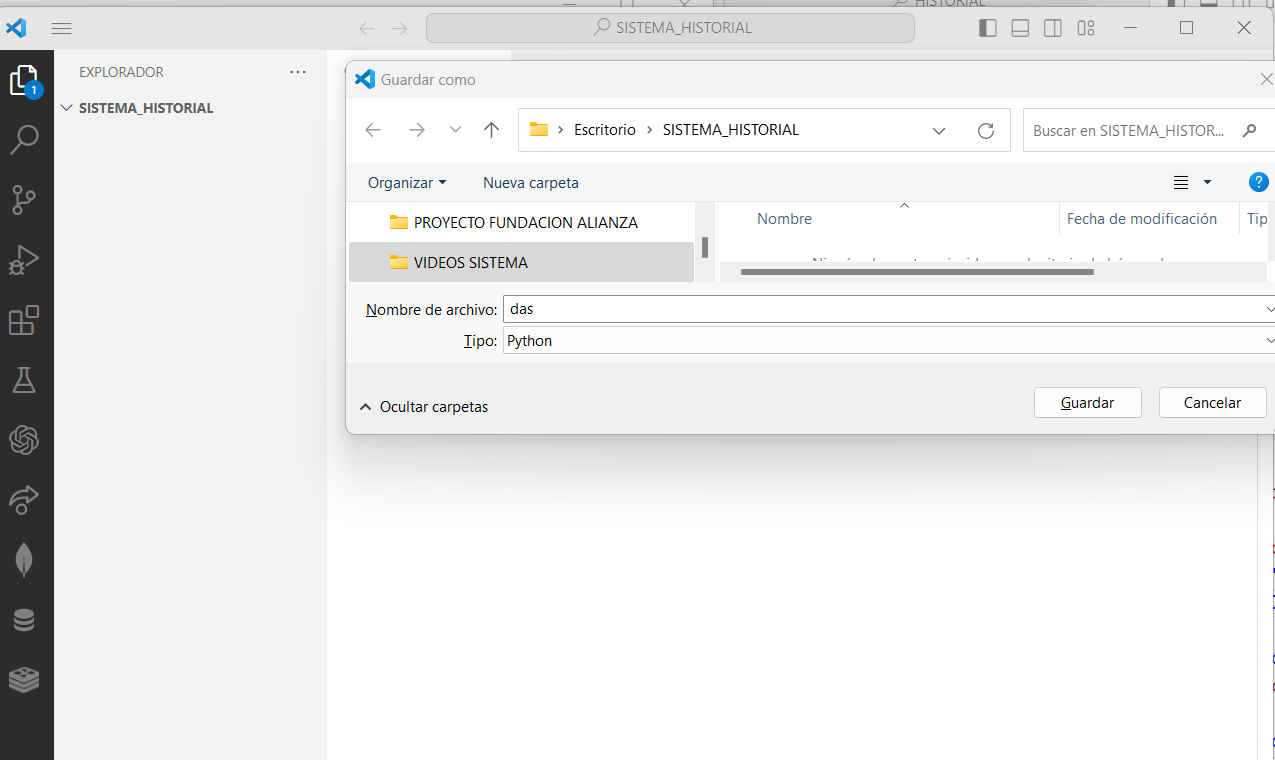 HISTORIAL
SISTEMA_HISTORIAL
EXPLORADOR
SISTEMA_HISTORIAL
1
Guardar como
Escritorio > SISTEMA_HISTORIAL
Buscar en SISTEMA_HISTOR...
Organizar
Nueva carpeta
?
PROYECTO FUNDACION ALIANZA
VIDEOS SISTEMA
Nombre
Fecha de modificación
Tip
Nombre de archivo: das
Tipo: Python
Ocultar carpetas
Guardar
Cancelar